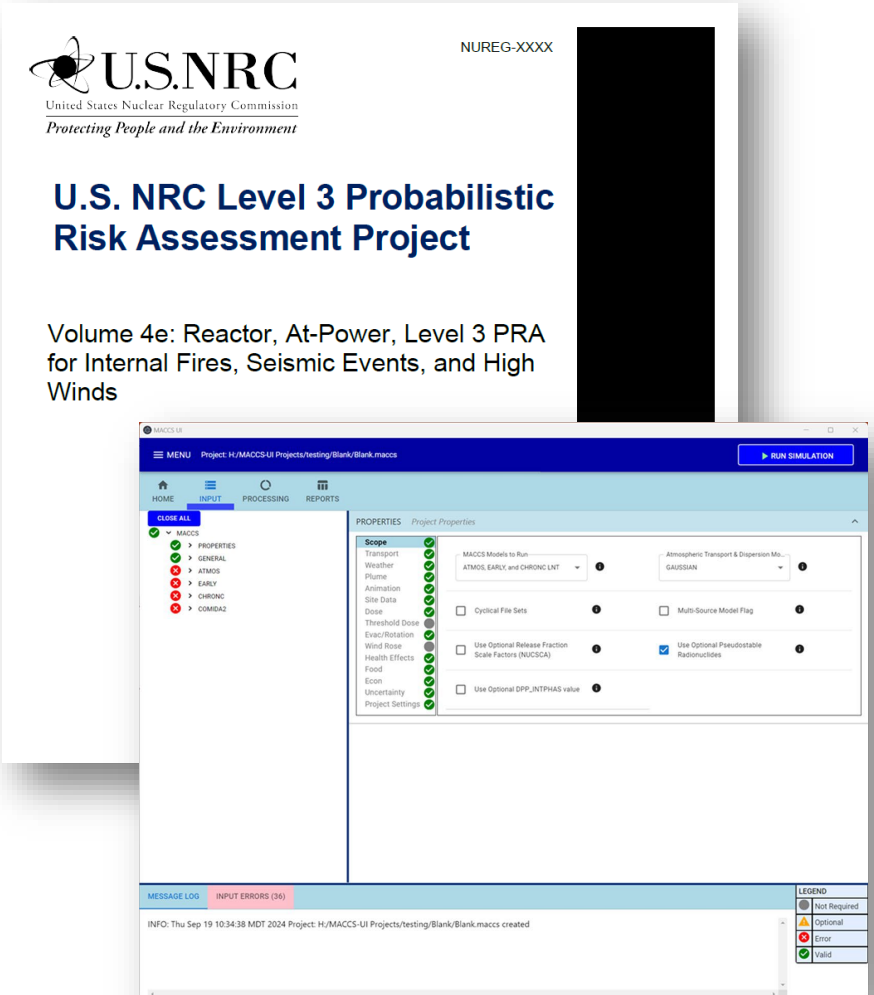 NUREG-XXXX
U.S.NRC
United States Nuclear Regulatory Commission
Protecting People and the Environment
U.S. NRC Level 3 Probabilistic
Risk Assessment Project
Volume 4e: Reactor, At-Power, Level 3 PRA
for Internal Fires, Seismic Events, and High
Winds
MACCS UI
MENU Project: H:/MACCS-UI Projects/testing/Blank/Blank.maccs
RUN SIMULATION
HOME INPUT PROCESSING REPORTS
CLOSE ALL
MACCS
PROPERTIES
GENERAL
ATMOS
EARLY
CHRONC
COMIDA2
PROPERTIES Project Properties
Scope
Transport
Weather
Plume
Animation
Site Data
Dose
Threshold Dose
Evac/Rotation
Wind Rose
Health Effects
Food
Econ
Uncertainty
Project Settings
MACCS Models to Run
ATMOS, EARLY, and CHRONC LNT
Atmospheric Transport & Dispersion Mo...
GAUSSIAN
Cyclical File Sets
Multi-Source Model Flag
Use Optional Release Fraction
Scale Factors (NUCSCA)
Use Optional Pseudostable
Radionuclides
Use Optional DPP_INTPHAS value
MESSAGE LOG INPUT ERRORS (36)
INFO: Thu Sep 19 10:34:38 MDT 2024 Project: H:/MACCS-UI Projects/testing/Blank/Blank.maccs created
LEGEND
Not Required
Optional
Error
Valid